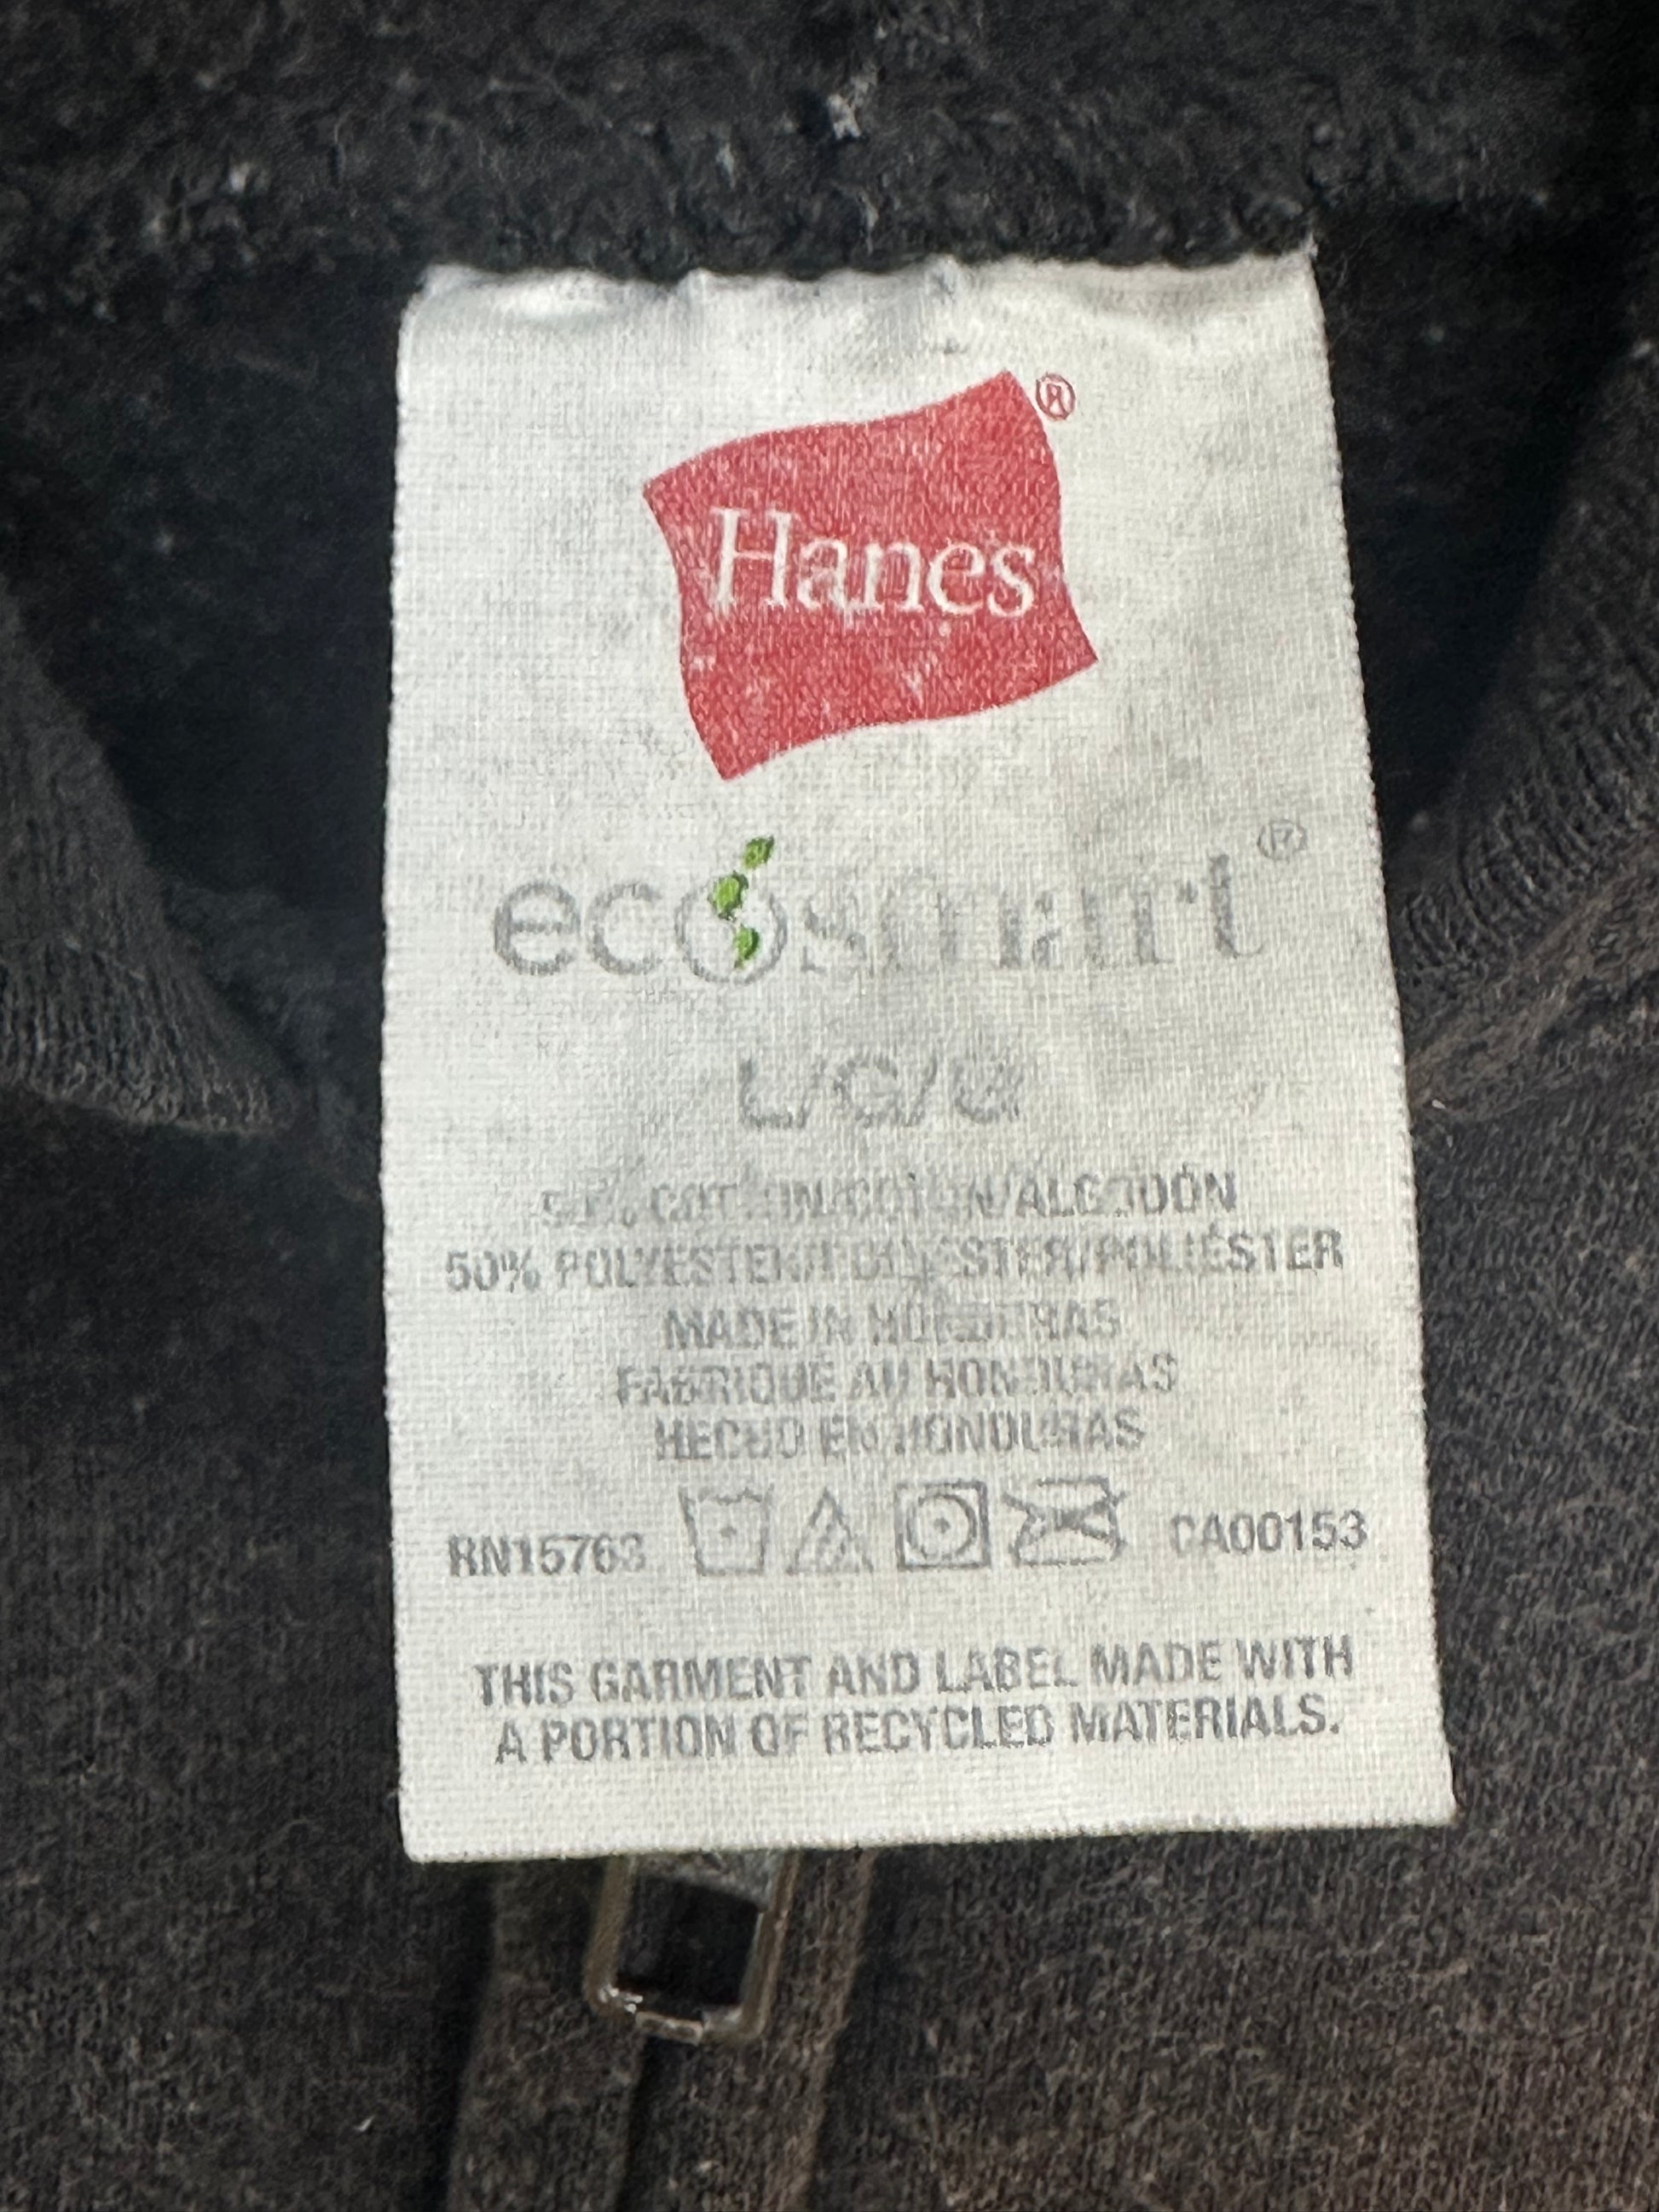 Hanes®
ecosmart®
L/G/G
50% COTTON/COTON/ALGODÓN
50% POLYESTER/POLYESTER/POLIÉSTER
MADE IN HONDURAS
FABRIQUE AU HONDURAS
HECHO EN HONDURAS
RN15763 CA00153
THIS GARMENT AND LABEL MADE WITH
A PORTION OF RECYCLED MATERIALS.